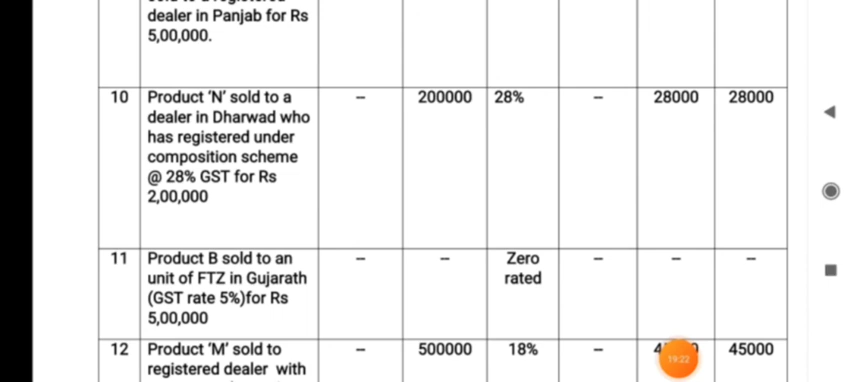 dealer in Panjab for Rs
5,00,000.
10 Product ‘N’ sold to a -- 200000 28% -- 28000 28000
dealer in Dharwad who
has registered under
composition scheme
@ 28% GST for Rs
2,00,000
11 Product B sold to an -- -- Zero -- -- --
unit of FTZ in Gujarath rated
(GST rate 5%)for Rs
5,00,000
12 Product ‘M’ sold to -- 500000 18% -- 45000
registered dealer with
19:22